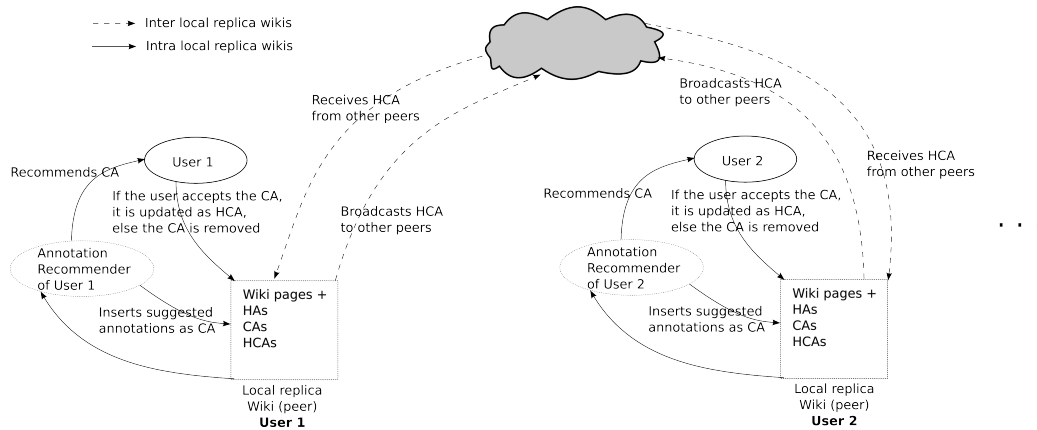 Inter local replica wikis
Intra local replica wikis
Receives HCA
from other peers
Broadcasts HCA
to other peers
User 1
Recommends CA
If the user accepts the CA,
it is updated as HCA,
else the CA is removed
Broadcasts HCA
to other peers
Annotation
Recommender
of User 1
Inserts suggested
annotations as CA
Wiki pages +
HAs
CAs
HCAs
Local replica
Wiki (peer)
User 1
User 2
Receives HCA
from other peers
Recommends CA
If the user accepts the CA,
it is updated as HCA,
else the CA is removed
Annotation
Recommender
of User 2
Inserts suggested
annotations as CA
Wiki pages +
HAs
CAs
HCAs
Local replica
Wiki (peer)
User 2
. .